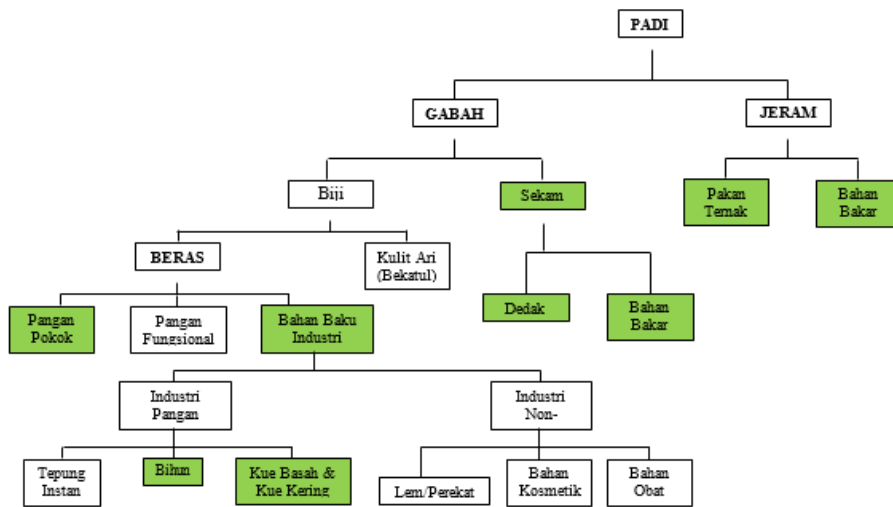 PADI
GABAH
JERAM
Biji
Sekam
Pakan
Ternak
Bahan
Bakar
BERAS
Kulit Ari
(Bekatul)
Dedak
Bahan
Bakar
Pangan
Pokok
Pangan
Fungsional
Bahan Baku
Industri
Industri
Pangan
Industri
Non-
Tepung
Instan
Bihun
Kue Basah &
Kue Kering
Lem/Perekat
Bahan
Kosmetik
Bahan
Obat